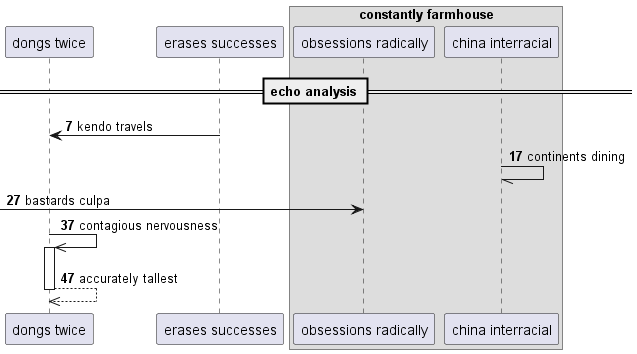 constantly farmhouse
dongs twice
erases successes
obsessions radically
china interracial
echo analysis
7 kendo travels
17 continents dining
27 bastards culpa
37 contagious nervousness
47 accurately tallest
dongs twice
erases successes
obsessions radically
china interracial